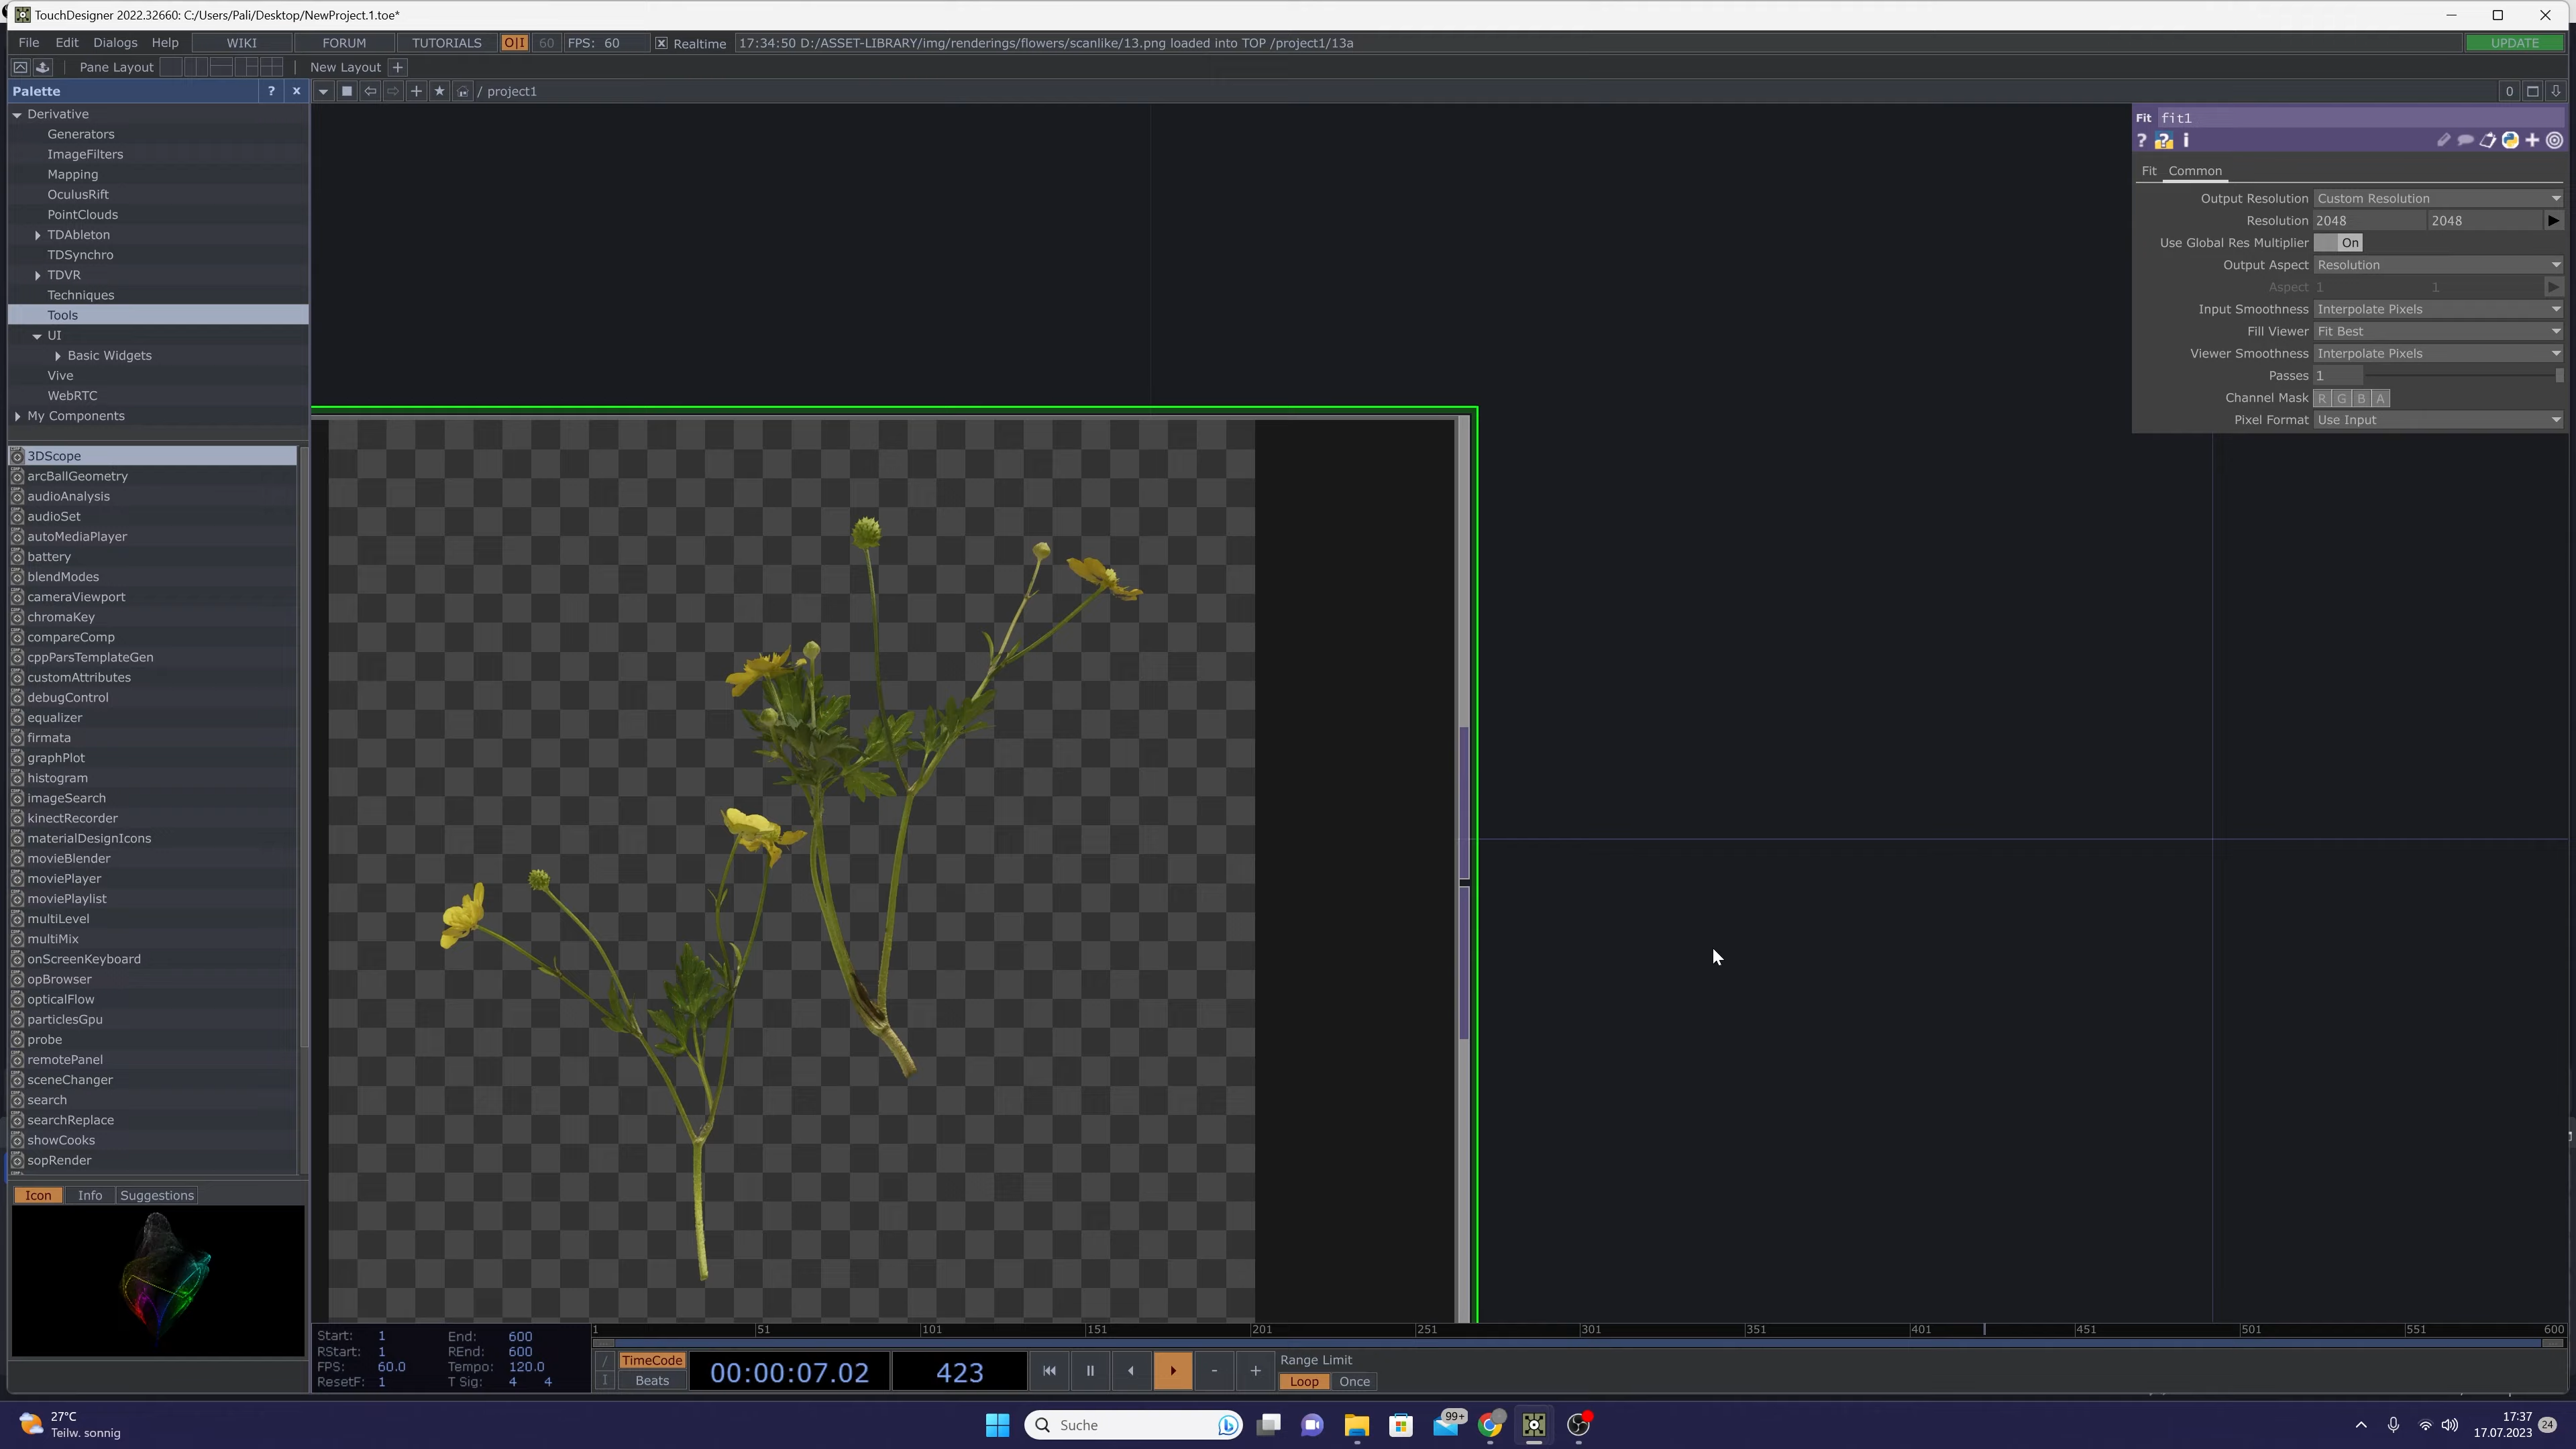 TouchDesigner 2022.32660: C:/Users/Pali/Desktop/NewProject.1.toe*
File Edit Dialogs Help WIKI FORUM TUTORIALS O|I 60 FPS: 60 Realtime 17:34:50 D:/ASSET-LIBRARY/img/renderings/flowers/scanlike/13.png loaded into TOP /project1/13a UPDATE
Pane Layout New Layout +
Palette ? x / project1 0
Derivative
Generators
ImageFilters
Mapping
OculusRift
PointClouds
TDAbleton
TDSynchro
TDVR
Techniques
Tools
UI
Basic Widgets
Vive
WebRTC
My Components
3DScope
arcBallGeometry
audioAnalysis
audioSet
autoMediaPlayer
battery
blendModes
cameraViewport
chromaKey
compareComp
cppParsTemplateGen
customAttributes
debugControl
equalizer
firmata
graphPlot
histogram
imageSearch
kinectRecorder
materialDesignIcons
movieBlender
moviePlayer
moviePlaylist
multiLevel
multiMix
onScreenKeyboard
opBrowser
opticalFlow
particlesGpu
probe
remotePanel
sceneChanger
search
searchReplace
showCooks
sopRender
Icon Info Suggestions
Fit fit1
? ? i
Fit Common
Output Resolution Custom Resolution
Resolution 2048 2048
Use Global Res Multiplier On
Output Aspect Resolution
Aspect 1 1
Input Smoothness Interpolate Pixels
Fill Viewer Fit Best
Viewer Smoothness Interpolate Pixels
Passes 1
Channel Mask R G B A
Pixel Format Use Input
1 51 101 151 201 251 301 351 401 451 501 551 600
Start: 1 End: 600
RStart: 1 REnd: 600
FPS: 60.0 Tempo: 120.0
ResetF: 1 T Sig: 4 4
/
I
TimeCode
Beats
00:00:07.02 423 - +
Range Limit
Loop Once
27°C
Teilw. sonnig
Suche
99+
17:37
17.07.2023
24